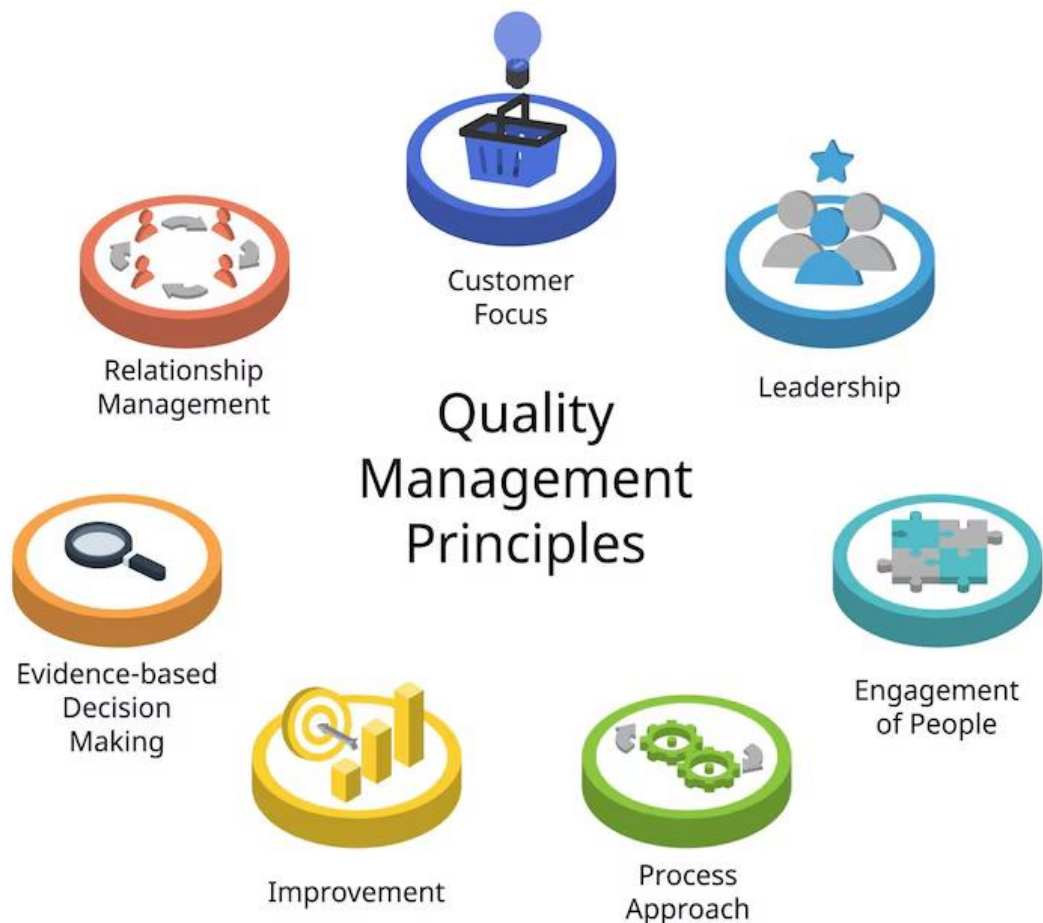 Customer
Focus
Leadership
Relationship
Management
Quality
Management
Principles
Engagement
of People
Evidence-based
Decision
Making
Process
Approach
Improvement